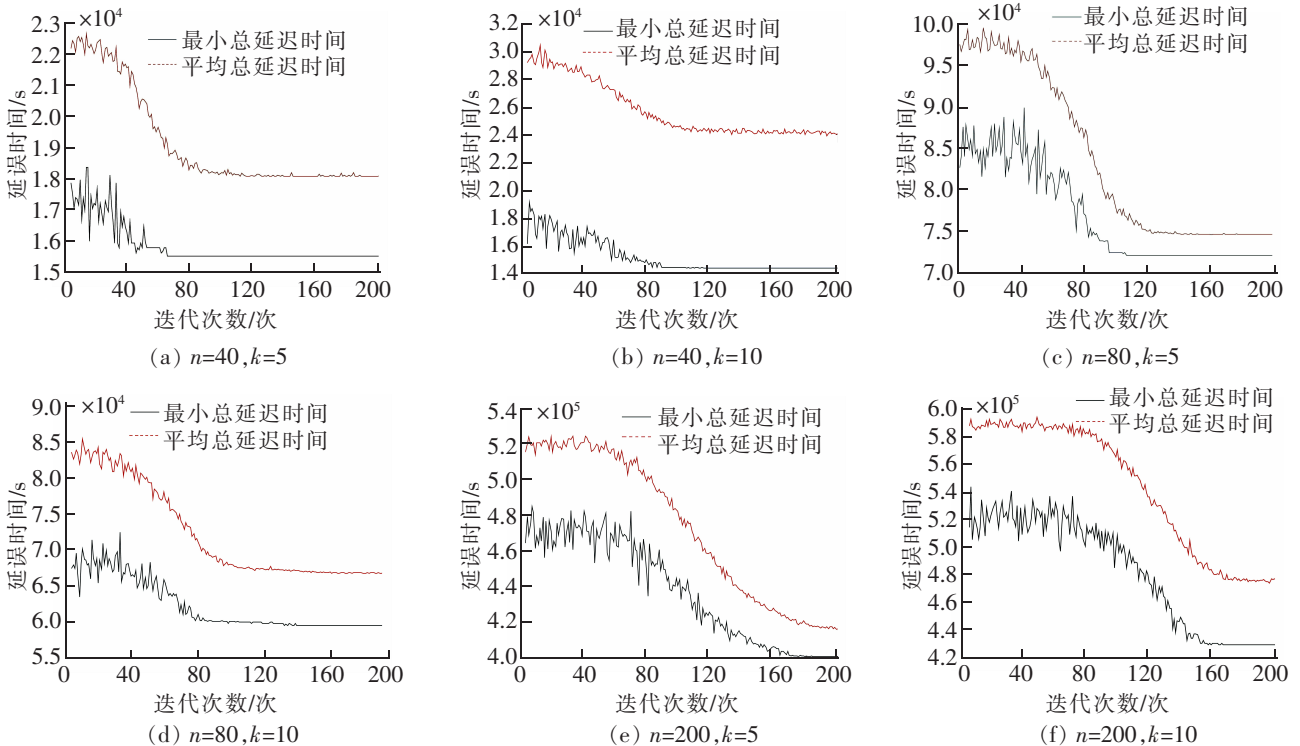 ×10⁴
2.3
2.2
2.1
1.9
1.8
1.7
1.6
1.5
延误时间/s
最小总延迟时间
平均总延迟时间
0 40 80 120 160 200
迭代次数/次
(a) n=40,k=5
×10⁴
3.2
3.0
2.8
2.6
2.4
2.2
2.0
1.8
1.6
1.4
延误时间/s
最小总延迟时间
平均总延迟时间
0 40 80 120 160 200
迭代次数/次
(b) n=40,k=10
×10⁴
10.0
9.5
9.0
8.5
8.0
7.5
7.0
延误时间/s
最小总延迟时间
平均总延迟时间
0 40 80 120 160 200
迭代次数/次
(c) n=80,k=5
×10⁴
9.0
8.5
8.0
7.5
7.0
6.5
6.0
5.5
延误时间/s
最小总延迟时间
平均总延迟时间
0 40 80 120 160 200
迭代次数/次
(d) n=80,k=10
×10⁵
5.4
5.2
5.0
4.8
4.6
4.4
4.2
4.0
延误时间/s
最小总延迟时间
平均总延迟时间
0 40 80 120 160 200
迭代次数/次
(e) n=200,k=5
×10⁵
6.0
5.8
5.6
5.4
5.2
5.0
4.8
4.6
4.4
4.2
延误时间/s
最小总延迟时间
平均总延迟时间
0 40 80 120 160 200
迭代次数/次
(f) n=200,k=10